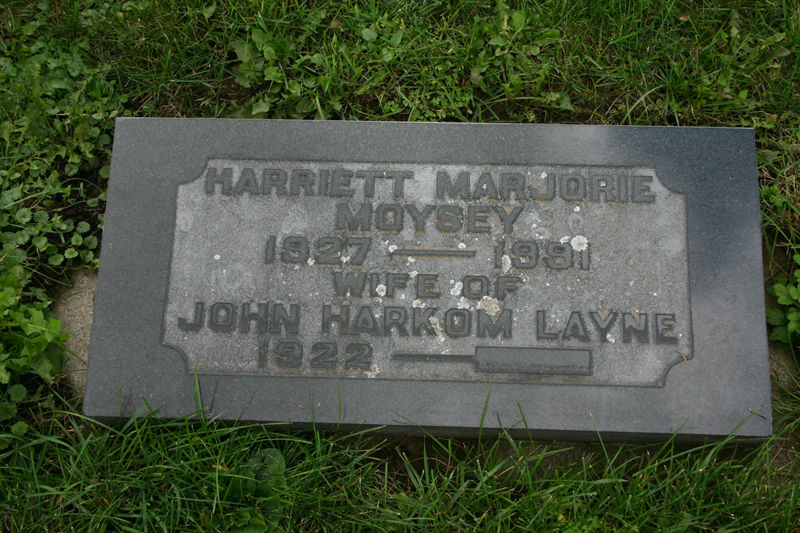 HARRIETT MARJORIE
MOYSEY
1927 — 1991
WIFE OF
JOHN HARKOM LAYNE
1922 —